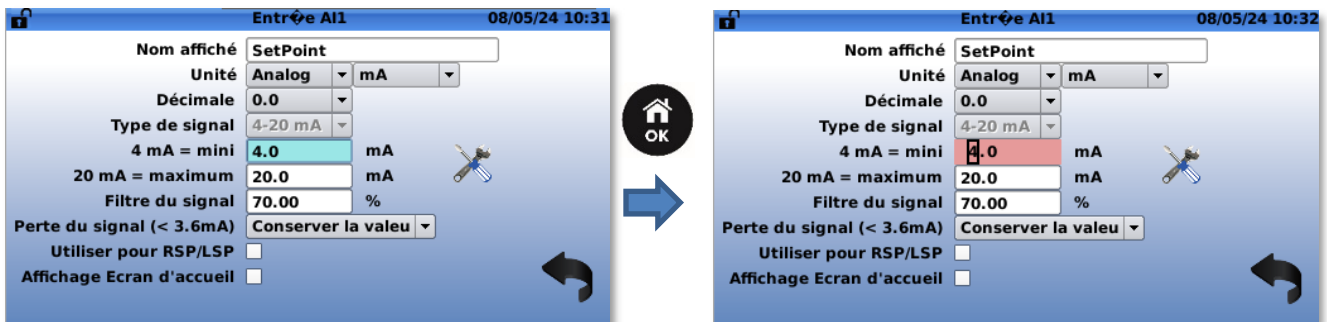 Entr�e AI1 08/05/24 10:31
Nom affiché SetPoint
Unité Analog mA
Décimale 0.0
Type de signal 4-20 mA
4 mA = mini 4.0 mA
20 mA = maximum 20.0 mA
Filtre du signal 70.00 %
Perte du signal (< 3.6mA) Conserver la valeu
Utiliser pour RSP/LSP
Affichage Ecran d'accueil
OK
Entr�e AI1 08/05/24 10:32
Nom affiché SetPoint
Unité Analog mA
Décimale 0.0
Type de signal 4-20 mA
4 mA = mini 4.0 mA
20 mA = maximum 20.0 mA
Filtre du signal 70.00 %
Perte du signal (< 3.6mA) Conserver la valeu
Utiliser pour RSP/LSP
Affichage Ecran d'accueil